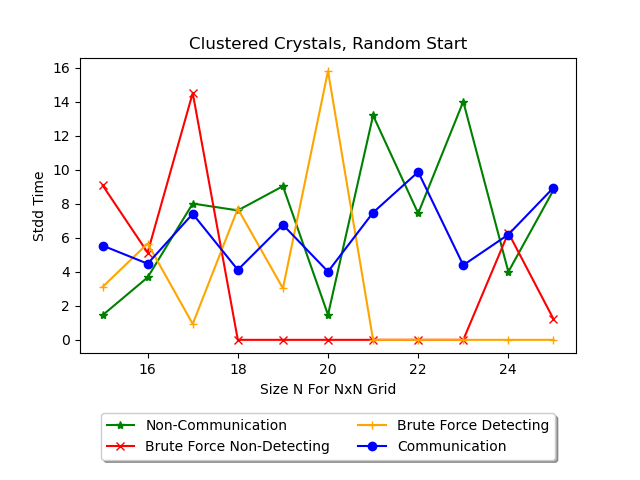 Clustered Crystals, Random Start
16
14
12
10
8
6
4
2
0
Stdd Time
16 18 20 22 24
Size N For NxN Grid
Non-Communication
Brute Force Non-Detecting
Brute Force Detecting
Communication